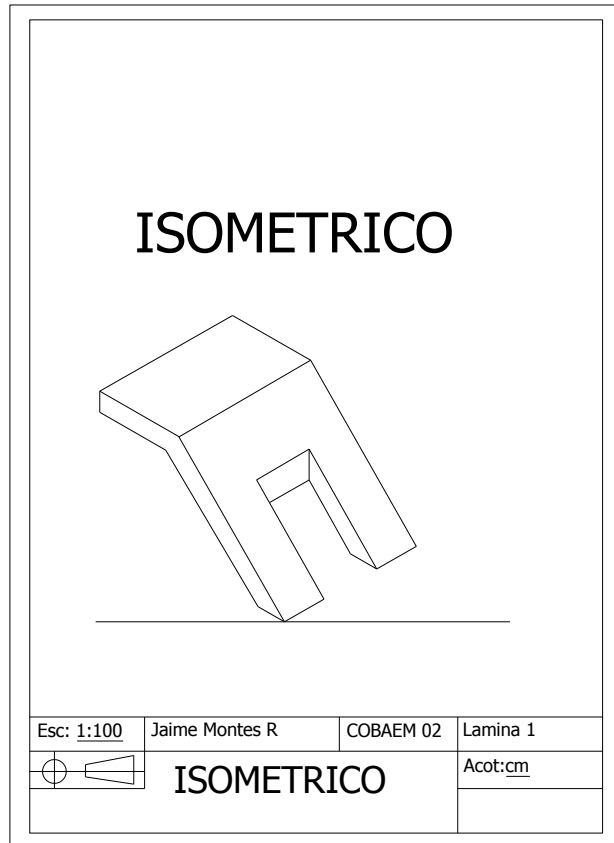 ISOMETRICO
Esc: 1:100
Jaime Montes R
COBAEM 02
Lamina 1
ISOMETRICO
Acot:cm